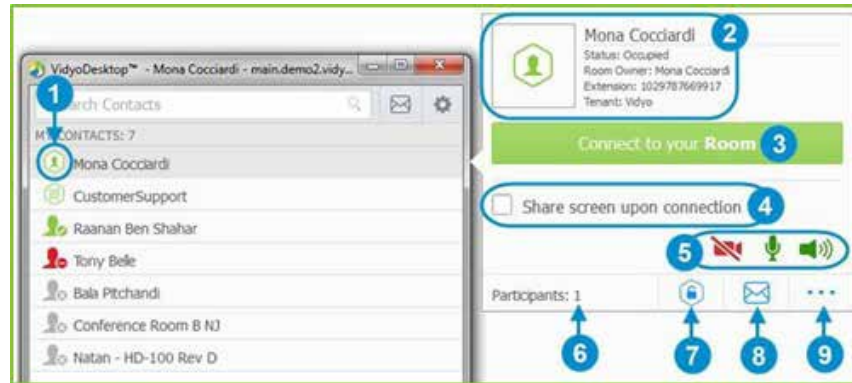 VidyoDesktop™ - Mona Cocciardi - main.demo2.vidy...
1
Search Contacts
MY CONTACTS: 7
Mona Cocciardi
CustomerSupport
Raanan Ben Shahar
Tony Belle
Bala Pitchandi
Conference Room B NJ
Natan - HD-100 Rev D
Mona Cocciardi
2
Status: Occupied
Room Owner: Mona Cocciardi
Extension: 1029787669917
Tenant: Vidyo
Connect to your Room
3
Share screen upon connection
4
5
Participants: 1
6
7
8
9